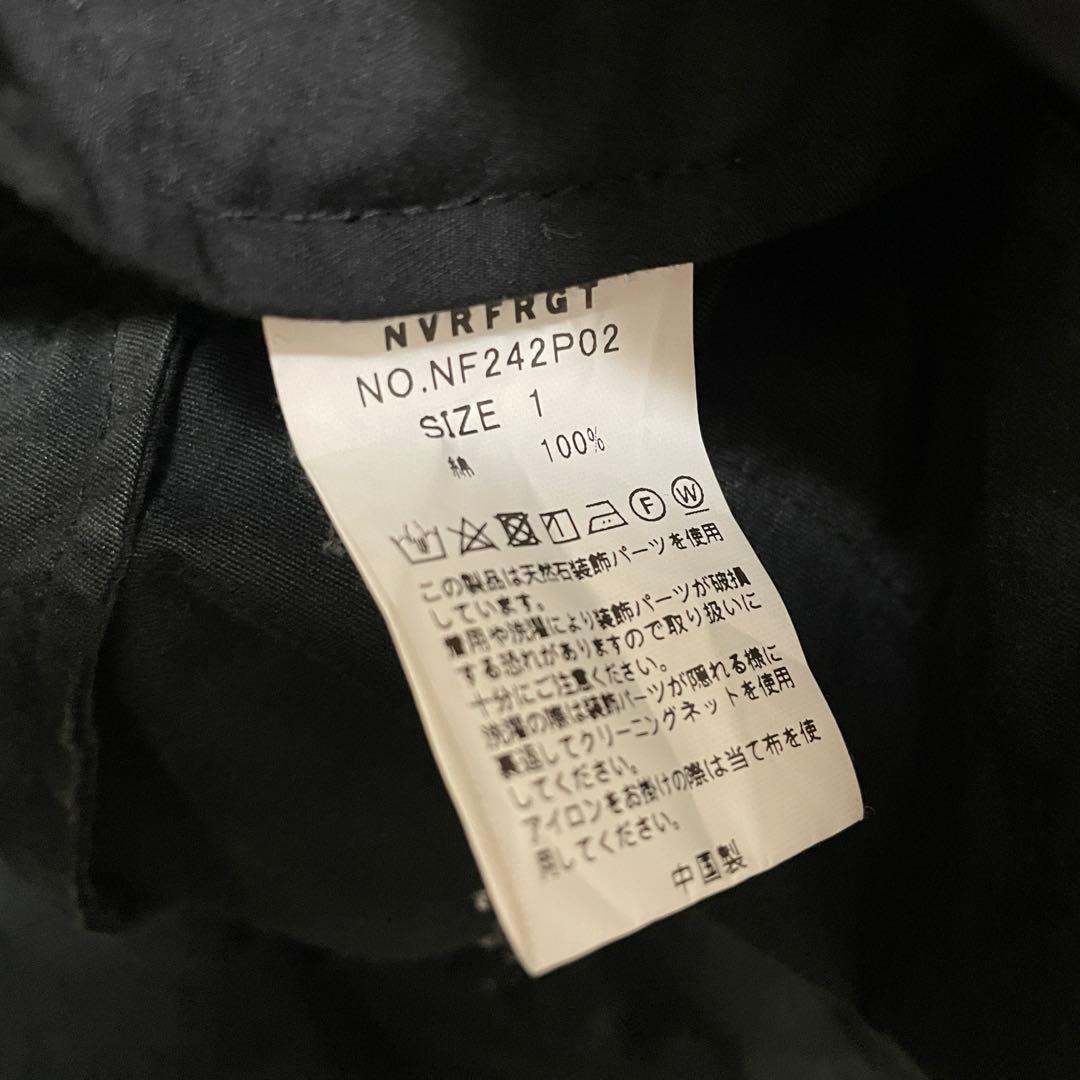 NVRFRGT
NO.NF242P02
SIZE 1
綿 100%
F W
この製品は天然石装飾パーツを使用
しています。
着用や洗濯により装飾パーツが破損
する恐れがありますので取り扱いに
十分にご注意ください。
洗濯の際は装飾パーツが隠れる様に
裏返してクリーニングネットを使用
してください。
アイロンをお掛けの際は当て布を使
用してください。
中国製